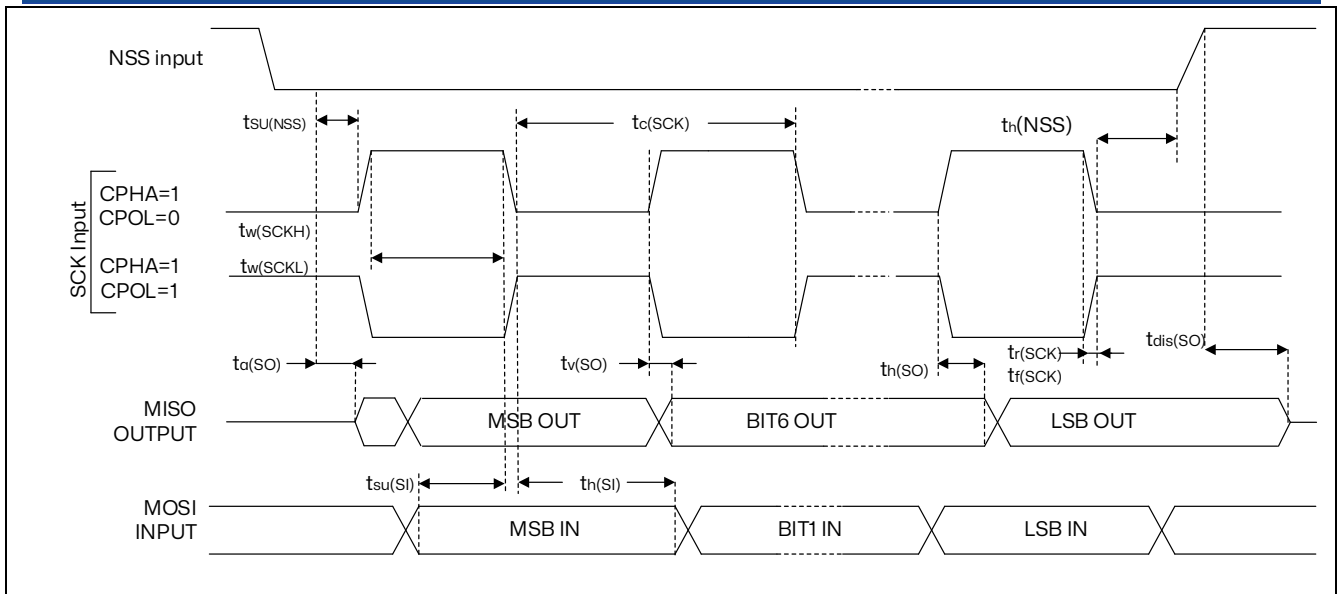 NSS input
tSU(NSS)
tc(SCK)
th(NSS)
SCK Input
CPHA=1
CPOL=0
tw(SCKH)
CPHA=1
CPOL=1
tw(SCKL)
ta(SO)
tv(SO)
th(SO)
tr(SCK)
tf(SCK)
tdis(SO)
MISO
OUTPUT
MSB OUT
BIT6 OUT
LSB OUT
tsu(SI)
th(SI)
MOSI
INPUT
MSB IN
BIT1 IN
LSB IN